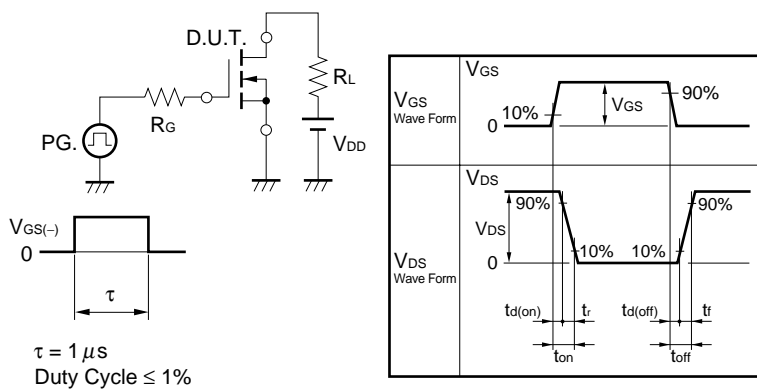 D.U.T.
RL
RG
PG.
VDD
VGS(−)
0
τ
τ = 1 μs
Duty Cycle ≤ 1%
VGS
Wave Form
VGS
10%
90%
VGS
0
VDS
Wave Form
VDS
90%
90%
VDS
10%
10%
0
td(on)
tr
td(off)
tf
ton
toff